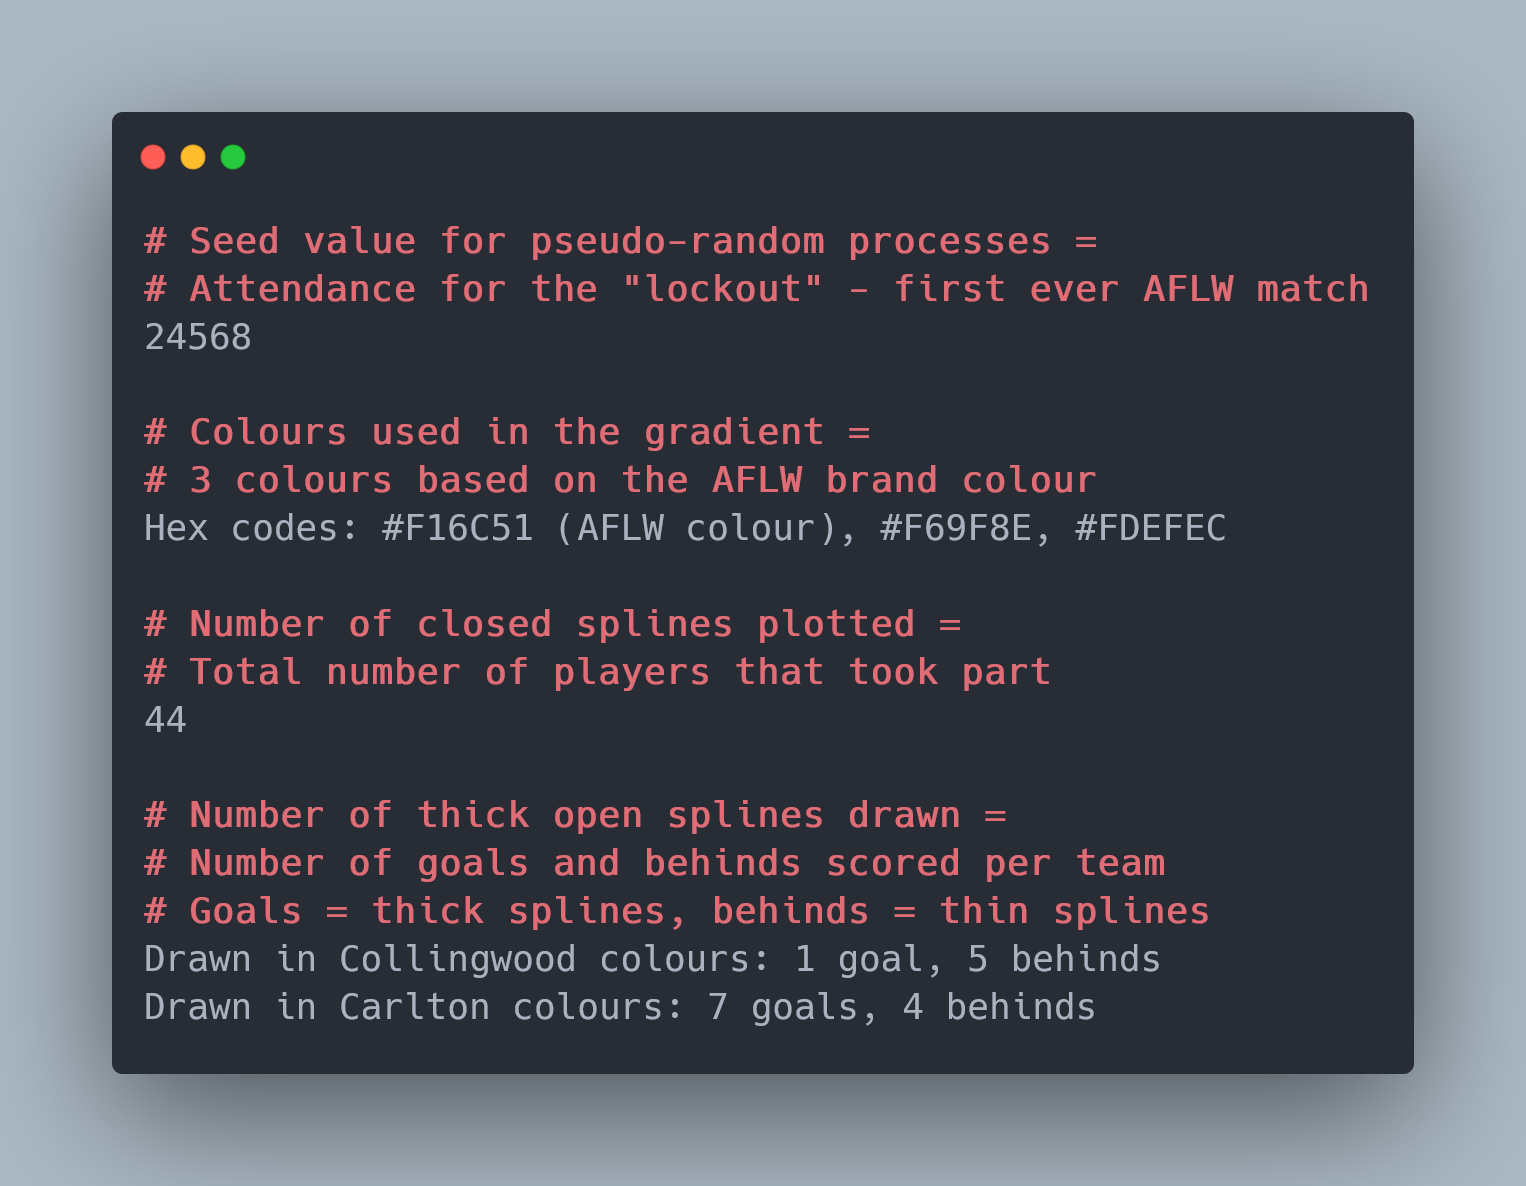 # Seed value for pseudo-random processes =
# Attendance for the "lockout" - first ever AFLW match
24568
# Colours used in the gradient =
# 3 colours based on the AFLW brand colour
Hex codes: #F16C51 (AFLW colour), #F69F8E, #FDEFEC
# Number of closed splines plotted =
# Total number of players that took part
44
# Number of thick open splines drawn =
# Number of goals and behinds scored per team
# Goals = thick splines, behinds = thin splines
Drawn in Collingwood colours: 1 goal, 5 behinds
Drawn in Carlton colours: 7 goals, 4 behinds